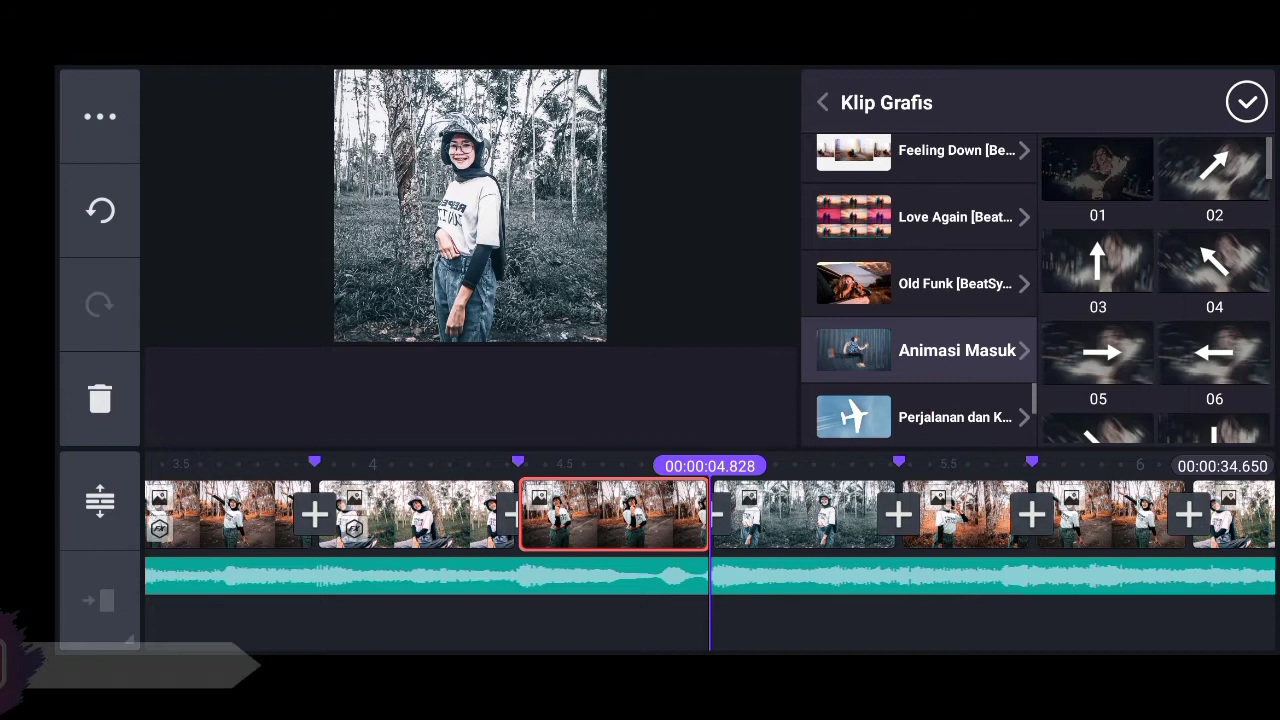 Klip Grafis
Feeling Down [Be...
Love Again [Beat...
Old Funk [BeatSy...
Animasi Masuk
Perjalanan dan K...
01
02
03
04
05
06
3.5
4
4.5
00:00:04.828
5.5
6
00:00:34.650